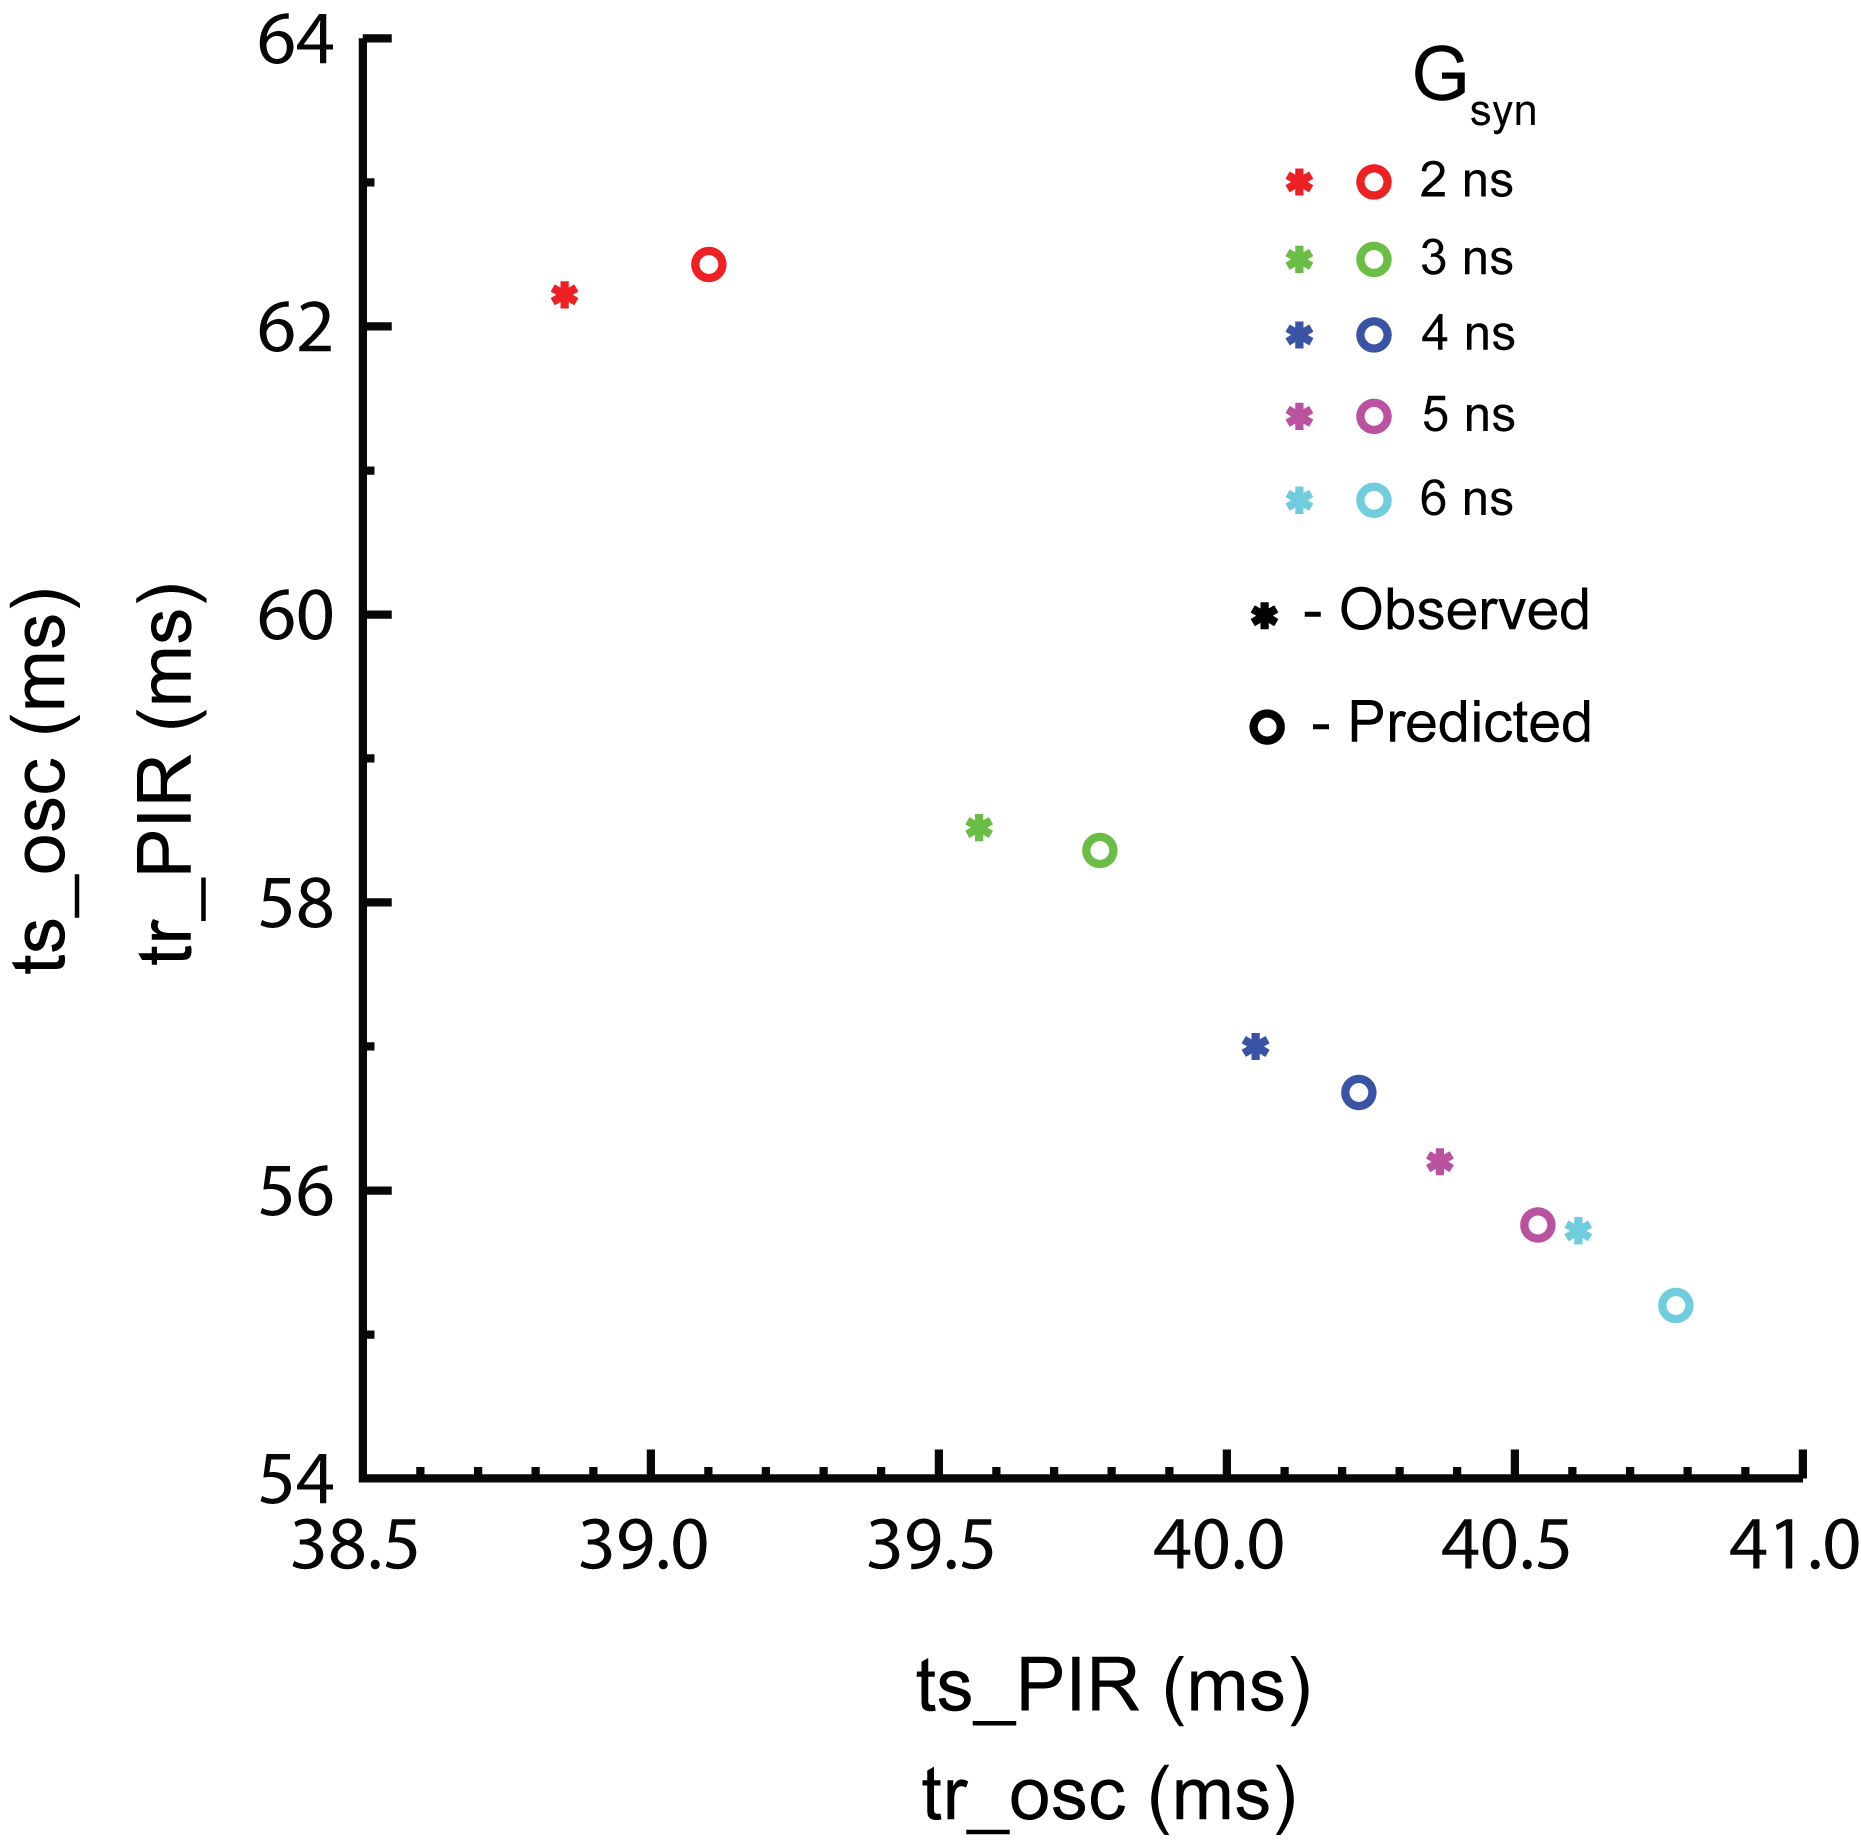 64
62
60
58
56
54
38.5 39.0 39.5 40.0 40.5 41.0
ts_osc (ms)
tr_PIR (ms)
ts_PIR (ms)
tr_osc (ms)
Gsyn
2 ns
3 ns
4 ns
5 ns
6 ns
- Observed
- Predicted